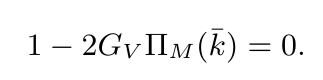 1 − 2G_V Π_M(k̄) = 0.